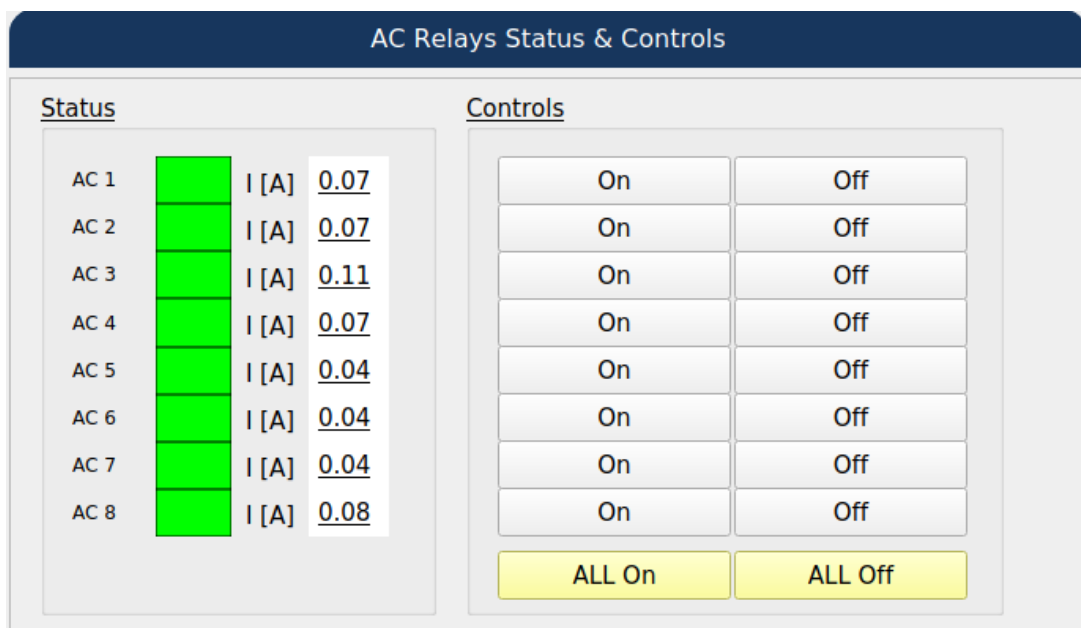 AC Relays Status & Controls
Status Controls
AC 1 I [A] 0.07 On Off
AC 2 I [A] 0.07 On Off
AC 3 I [A] 0.11 On Off
AC 4 I [A] 0.07 On Off
AC 5 I [A] 0.04 On Off
AC 6 I [A] 0.04 On Off
AC 7 I [A] 0.04 On Off
AC 8 I [A] 0.08 On Off
ALL On ALL Off